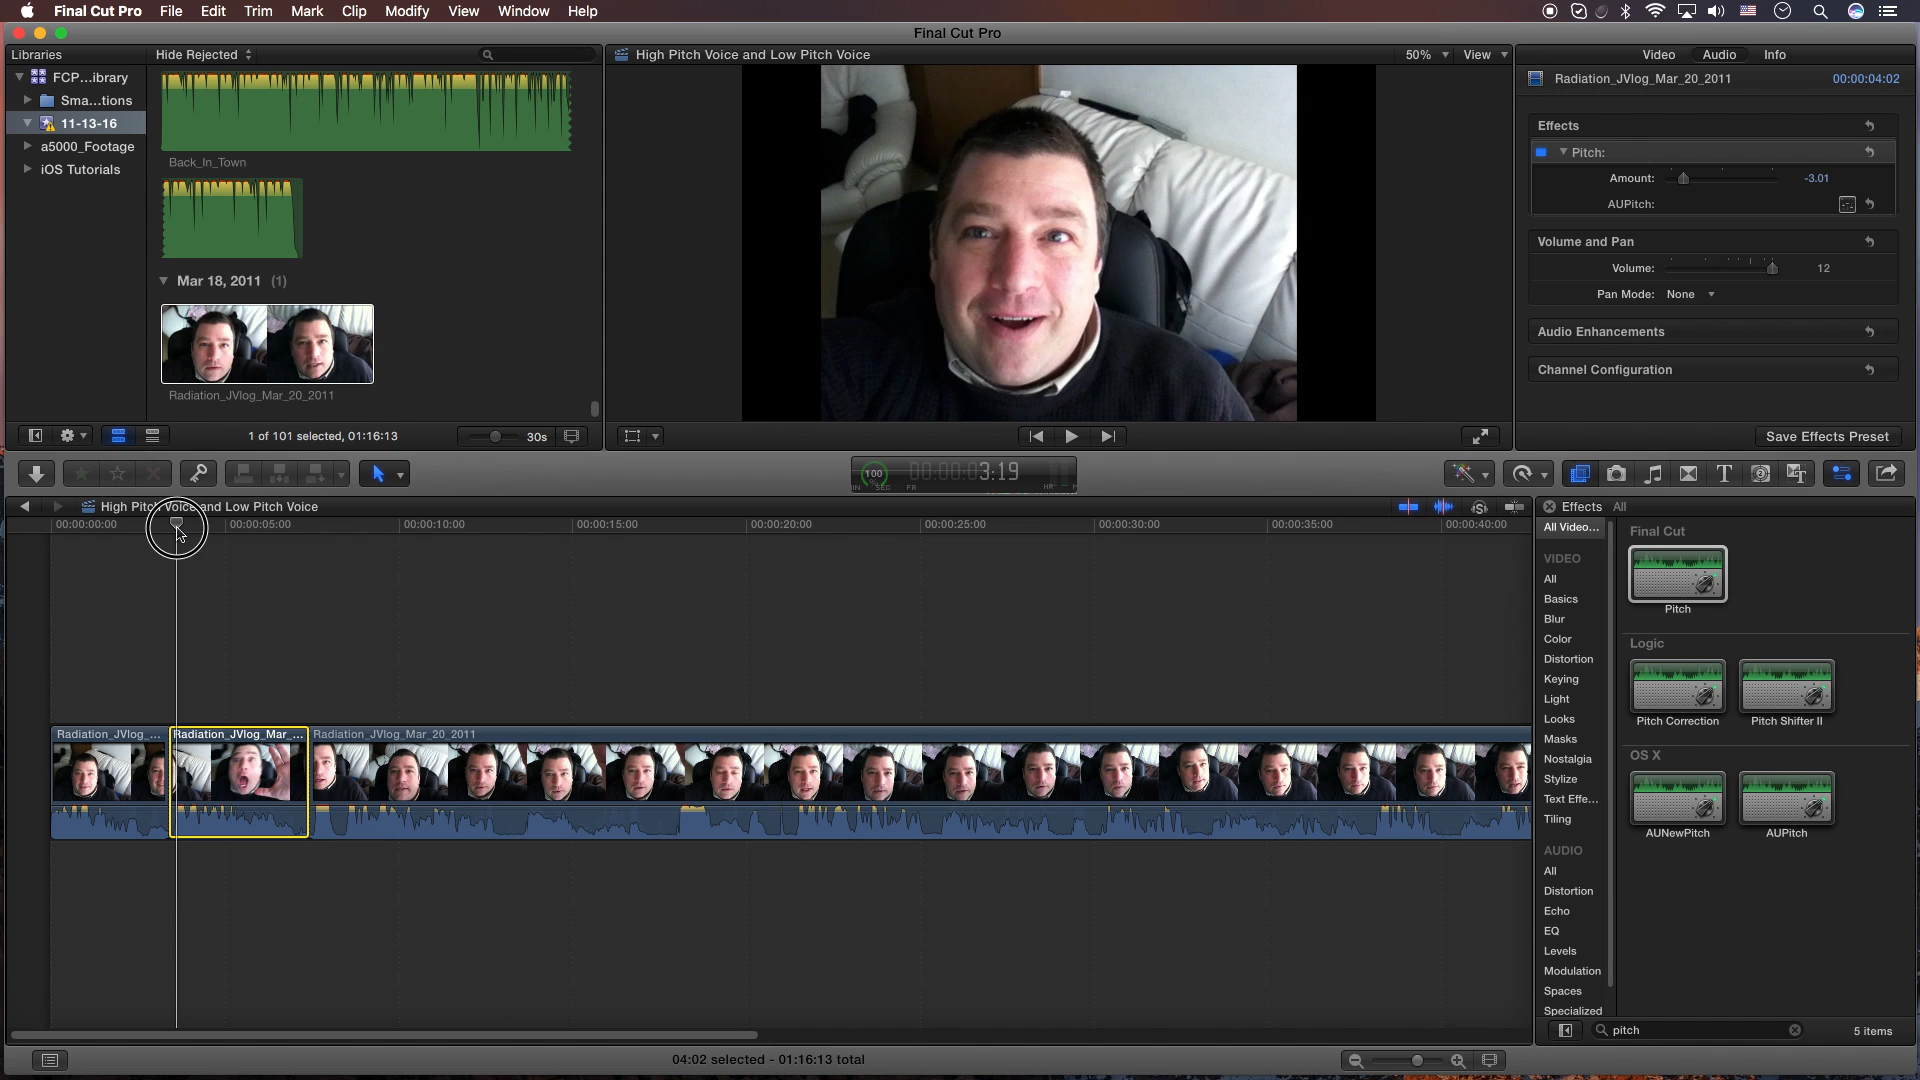 Final Cut Pro File Edit Trim Mark Clip Modify View Window Help
Final Cut Pro
Libraries
Hide Rejected
FCP...ibrary
Sma...tions
11-13-16
a5000_Footage
iOS Tutorials
Back_In_Town
Mar 18, 2011 (1)
Radiation_JVlog_Mar_20_2011
1 of 101 selected, 01:16:13
30s
High Pitch Voice and Low Pitch Voice
50%
View
Video Audio Info
Radiation_JVlog_Mar_20_2011 00:00:04:02
Effects
Pitch:
Amount: -3.01
AUPitch:
Volume and Pan
Volume: 12
Pan Mode: None
Audio Enhancements
Channel Configuration
Save Effects Preset
100
%
00:00:03:19
SEC FR HR M
High Pitch Voice and Low Pitch Voice
00:00:00:00 00:00:05:00 00:00:10:00 00:00:15:00 00:00:20:00 00:00:25:00 00:00:30:00 00:00:35:00 00:00:40:00
Radiation_JVlog_... Radiation_JVlog_Mar_... Radiation_JVlog_Mar_20_2011
04:02 selected - 01:16:13 total
Effects All
All Video...
VIDEO
All
Basics
Blur
Color
Distortion
Keying
Light
Looks
Masks
Nostalgia
Stylize
Text Effe...
Tiling
AUDIO
All
Distortion
Echo
EQ
Levels
Modulation
Spaces
Specialized
Final Cut
Pitch
Logic
Pitch Correction Pitch Shifter II
OS X
AUNewPitch AUPitch
pitch
5 items